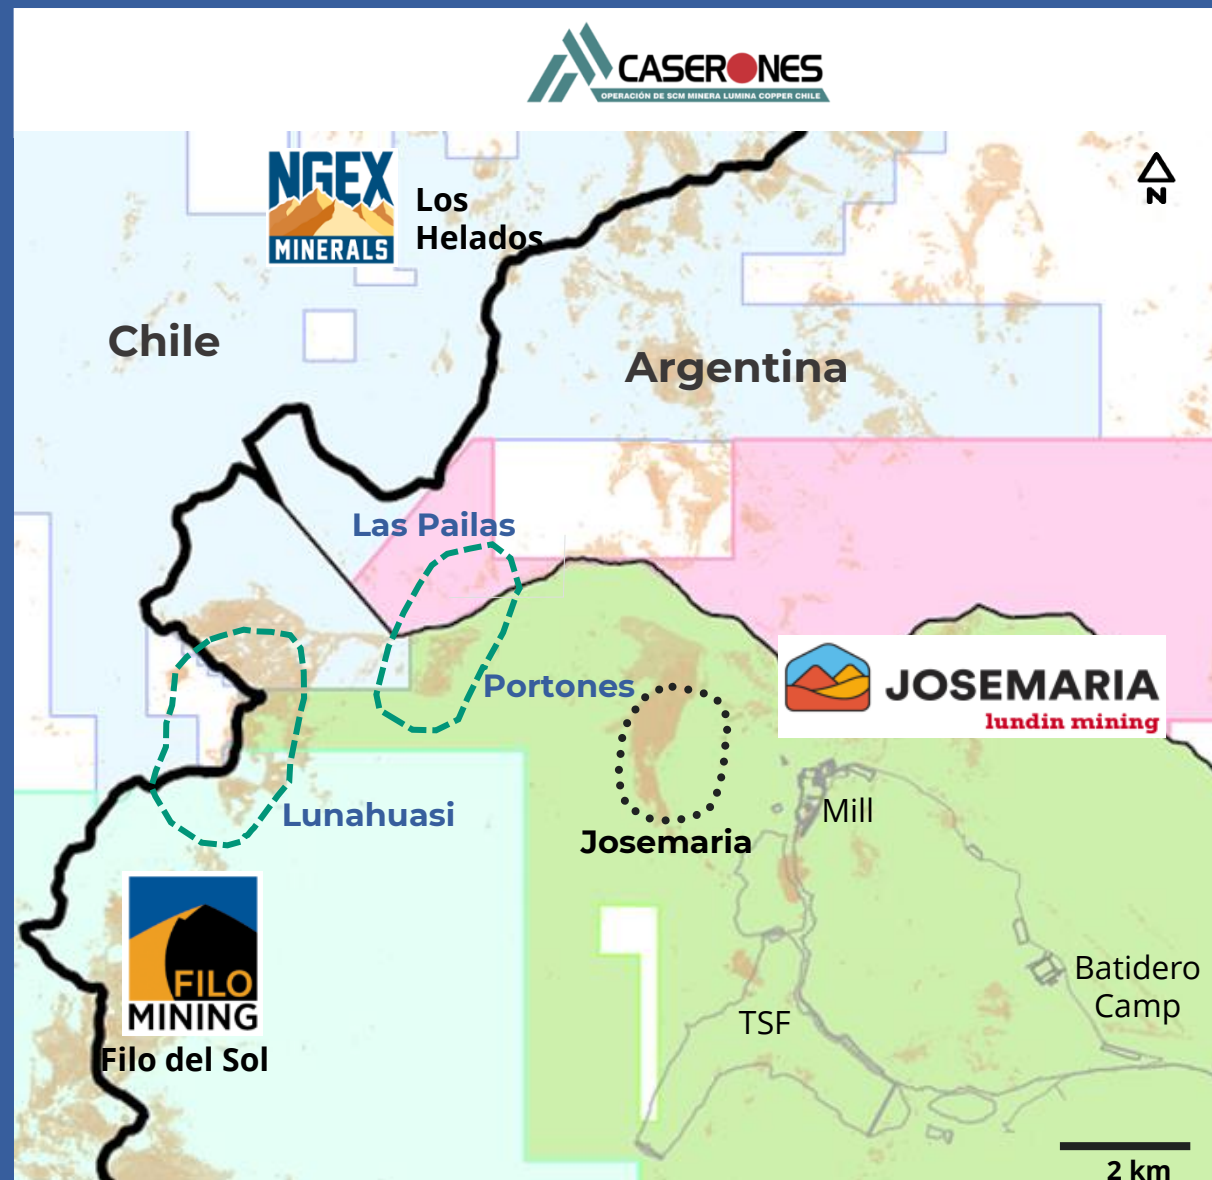 CASERONES
OPERACIÓN DE SCM MINERA LUMINA COPPER CHILE
NGEX
MINERALS
Los
Helados
N
Chile
Argentina
Las Pailas
Portones
JOSEMARIA
lundin mining
Lunahuasi
Mill
Josemaria
FILO
MINING
Filo del Sol
Batidero
Camp
TSF
2 km